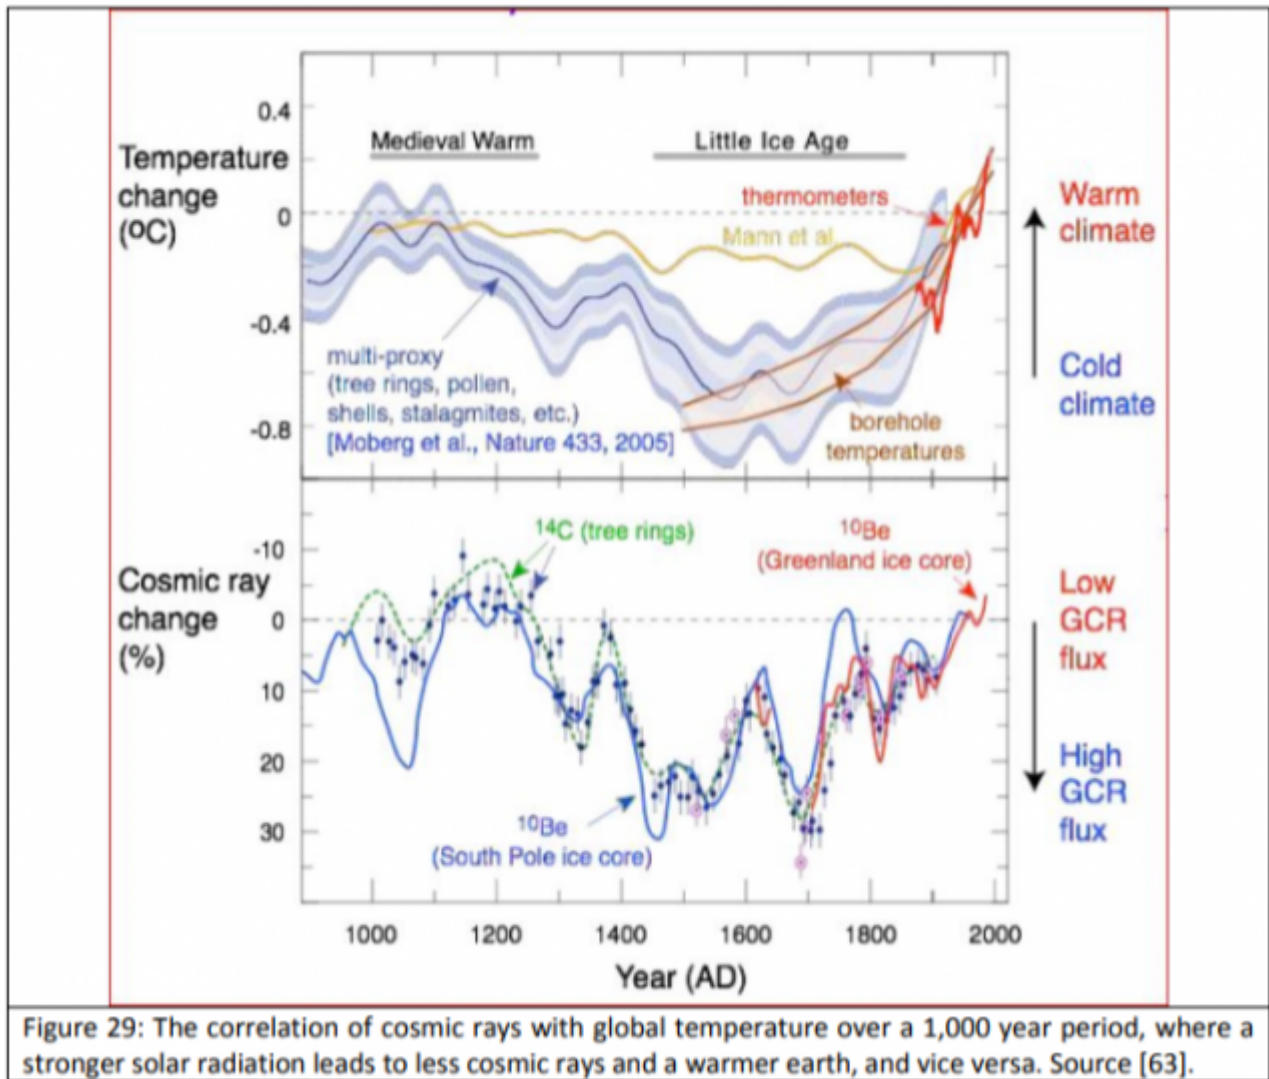 0.4
Medieval Warm
Little Ice Age
Temperature
change
(ºC)
thermometers
Warm
climate
0
Mann et al.
-0.4
multi-proxy
(tree rings, pollen,
shells, stalagmites, etc.)
[Moberg et al., Nature 433, 2005]
Cold
climate
-0.8
borehole
temperatures
14C (tree rings)
10Be
(Greenland ice core)
-10
Cosmic ray
change
(%)
Low
GCR
flux
0
10
20
High
GCR
flux
30
10Be
(South Pole ice core)
1000 1200 1400 1600 1800 2000
Year (AD)
Figure 29: The correlation of cosmic rays with global temperature over a 1,000 year period, where a
stronger solar radiation leads to less cosmic rays and a warmer earth, and vice versa. Source [63].